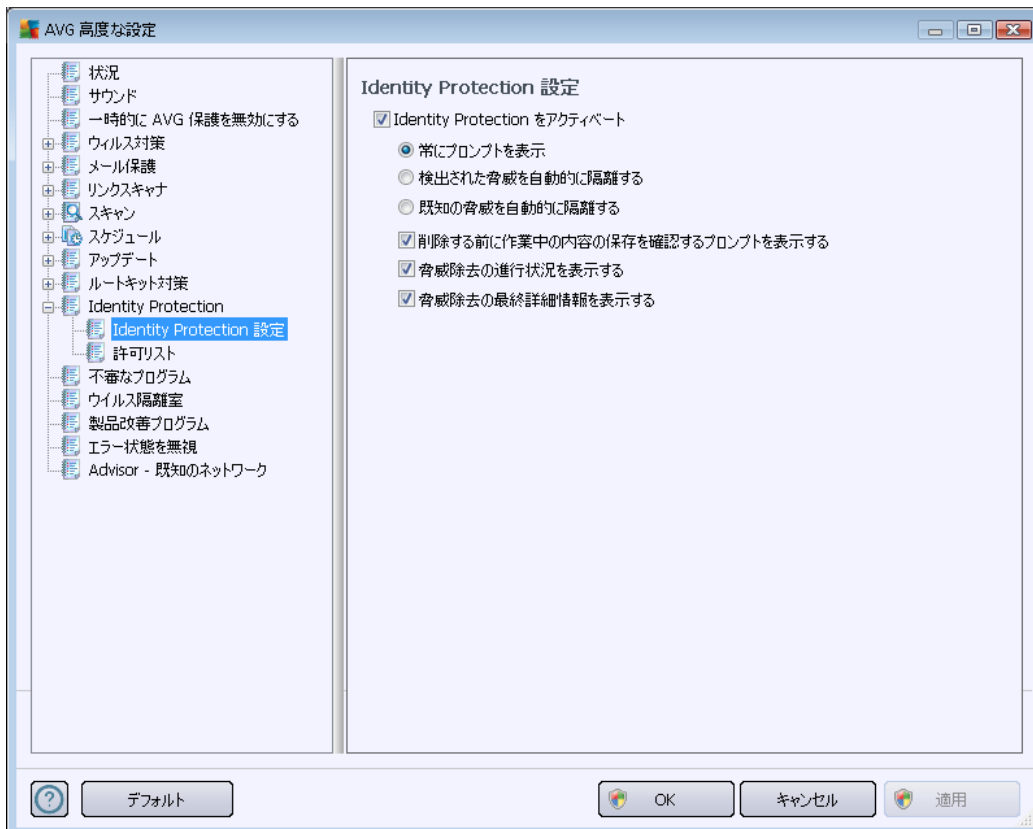 AVG 高度な設定
状況
サウンド
一時的に AVG 保護を無効にする
ウィルス対策
メール保護
リンクスキャナ
スキャン
スケジュール
アップデート
ルートキット対策
Identity Protection
Identity Protection 設定
許可リスト
不審なプログラム
ウイルス隔離室
製品改善プログラム
エラー状態を無視
Advisor - 既知のネットワーク
Identity Protection 設定
Identity Protection をアクティベート
常にプロンプトを表示
検出された脅威を自動的に隔離する
既知の脅威を自動的に隔離する
削除する前に作業中の内容の保存を確認するプロンプトを表示する
脅威除去の進行状況を表示する
脅威除去の最終詳細情報を表示する
デフォルト
OK
キャンセル
適用